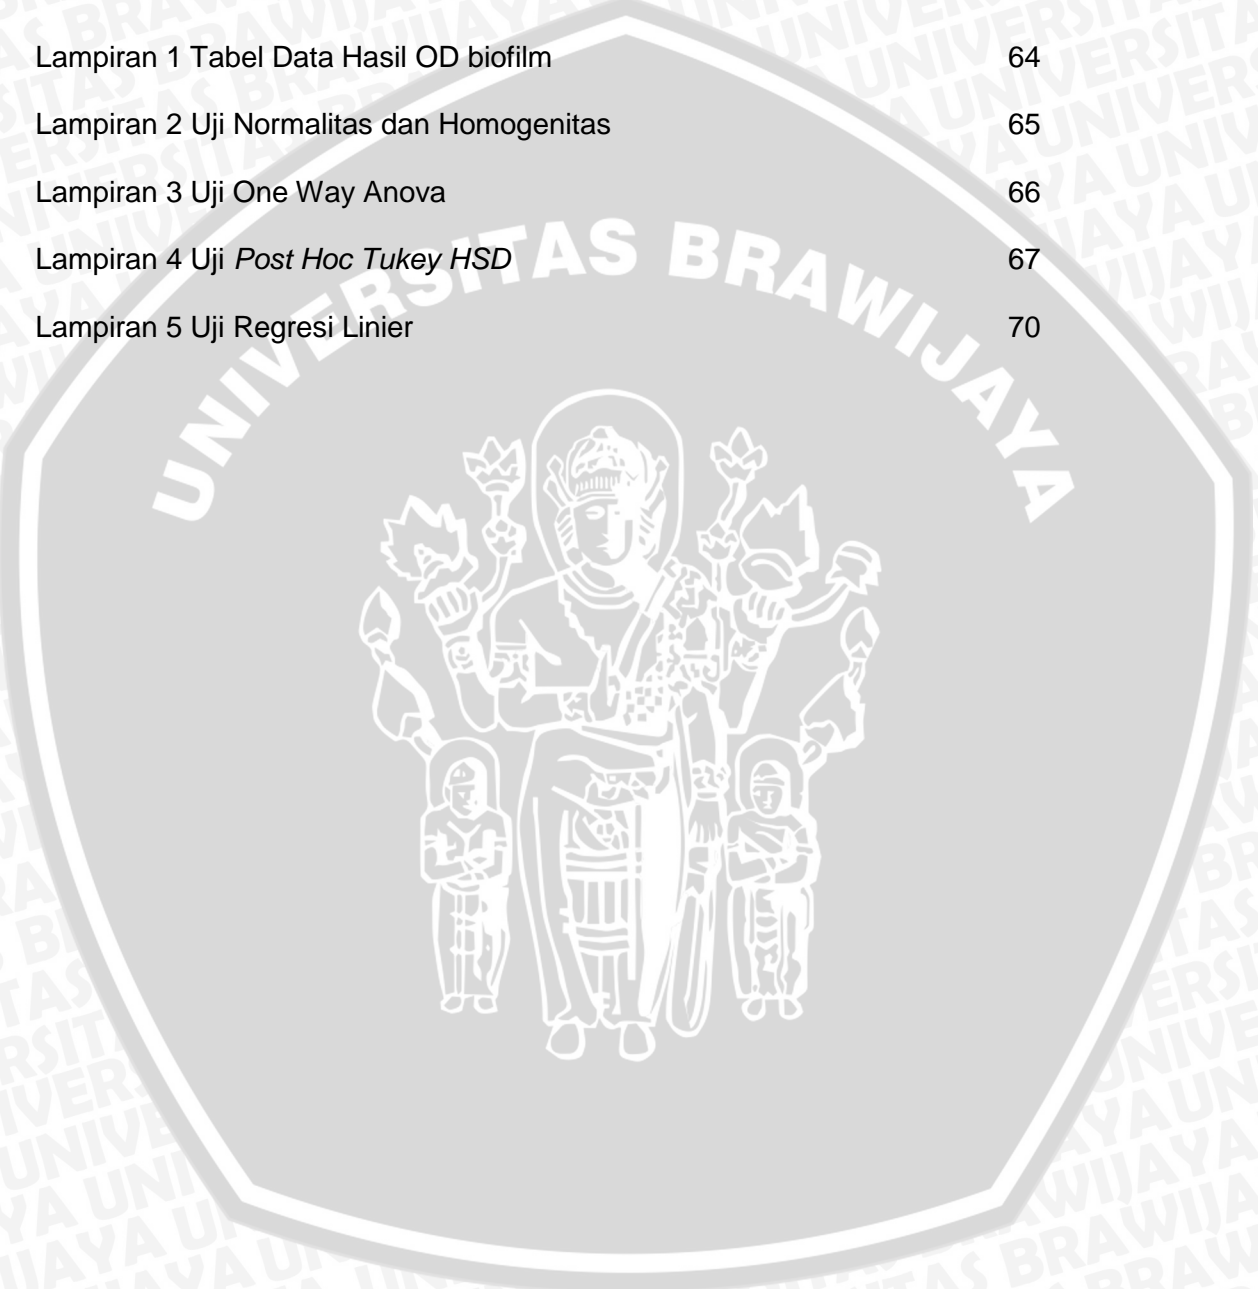 Lampiran 1 Tabel Data Hasil OD biofilm 64
Lampiran 2 Uji Normalitas dan Homogenitas 65
Lampiran 3 Uji One Way Anova 66
Lampiran 4 Uji Post Hoc Tukey HSD 67
Lampiran 5 Uji Regresi Linier 70
UNIVERSITAS BRAWIJAYA